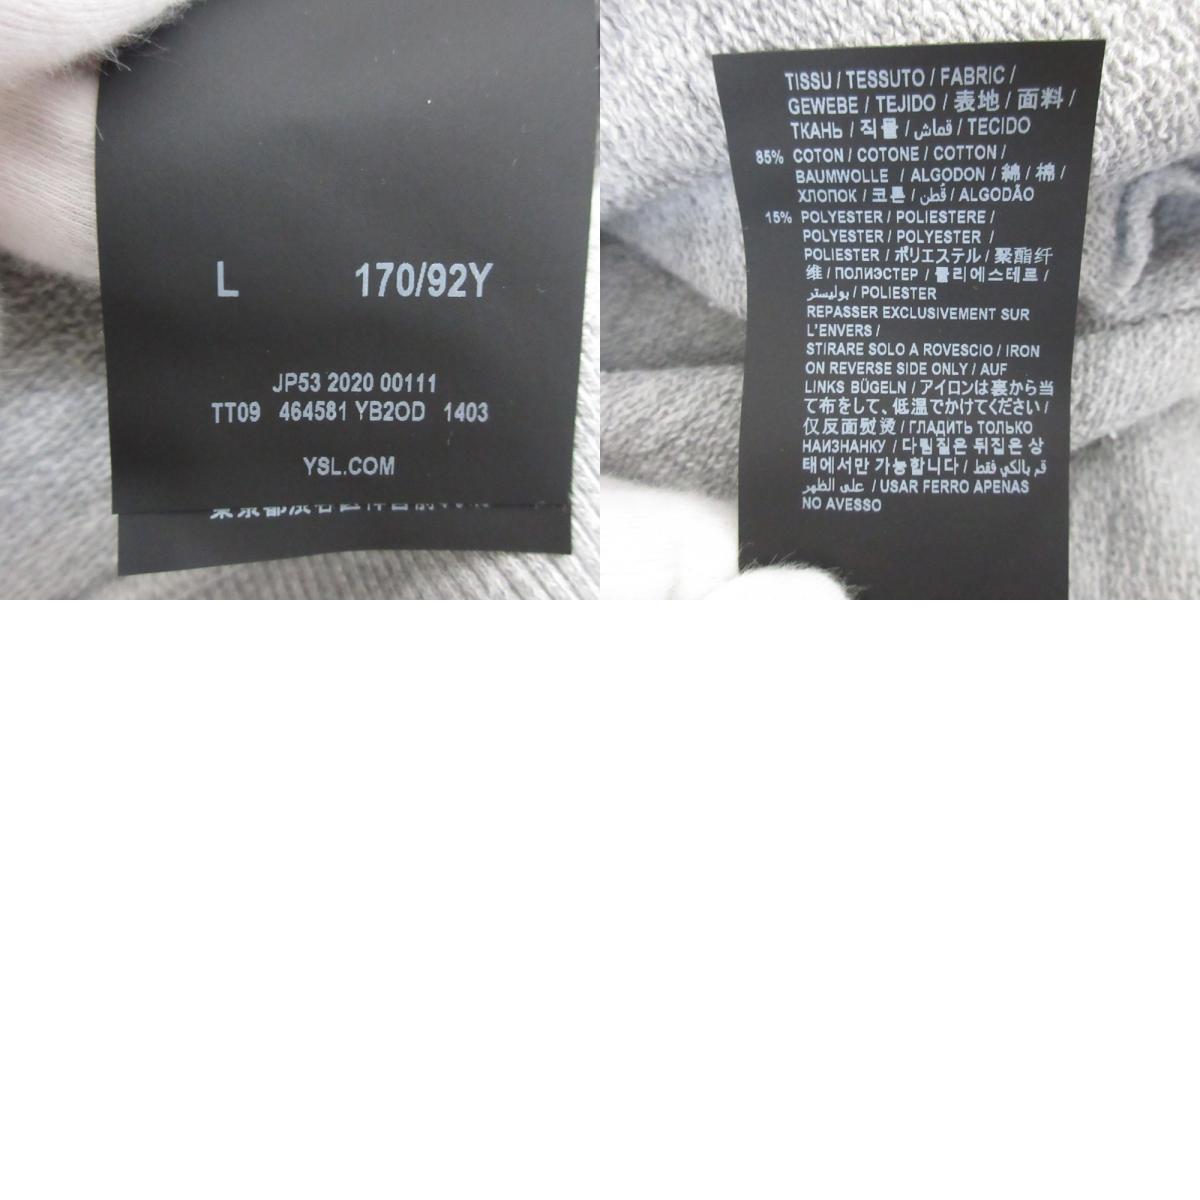 L 170/92Y
JP53 2020 00111
TT09 464581 YB2OD 1403
YSL.COM
TISSU / TESSUTO / FABRIC /
GEWEBE / TEJIDO / 表地 / 面料 /
ТКАНЬ / 직물 / قماش / TECIDO
85% COTON / COTONE / COTTON /
BAUMWOLLE / ALGODON / 綿 / 棉 /
ХЛОПОК / 코튼 / قُطن / ALGODÃO
15% POLYESTER / POLIESTERE /
POLYESTER / POLYESTER /
POLIESTER / ポリエステル / 聚酯纤
维 / ПОЛИЭСТЕР / 폴리에스테르 /
بوليستر / POLIESTER
REPASSER EXCLUSIVEMENT SUR
L'ENVERS /
STIRARE SOLO A ROVESCIO / IRON
ON REVERSE SIDE ONLY / AUF
LINKS BÜGELN / アイロンは裏から当
て布をして、低温でかけてください /
仅反面熨烫 / ГЛАДИТЬ ТОЛЬКО
НАИЗНАНКУ / 다림질은 뒤집은 상
태에서만 가능합니다 / قم بالكي فقط
على الظهر / USAR FERRO APENAS
NO AVESSO